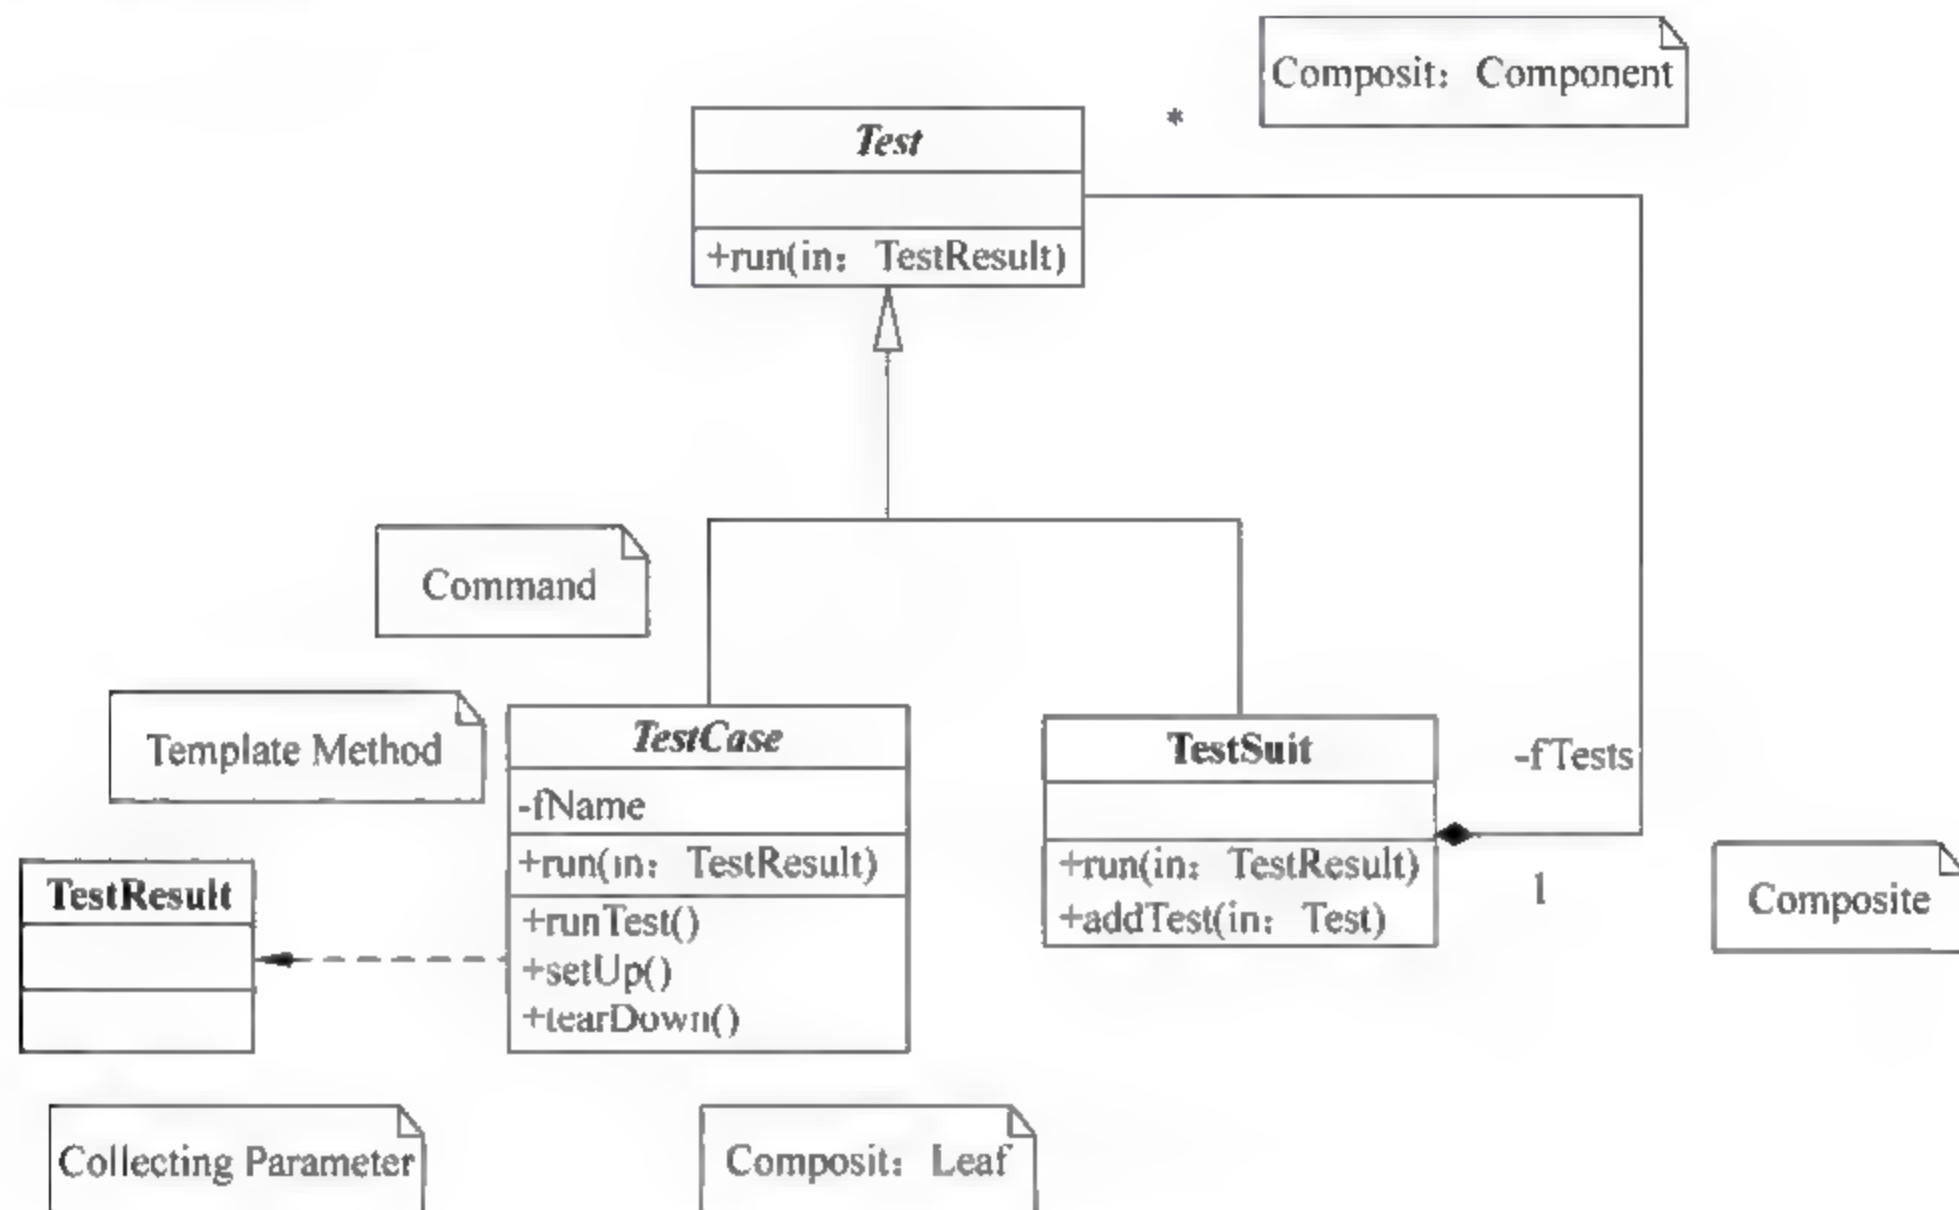 Composit：Component
*
Test
+run(in：TestResult)
Command
Template Method
TestCase
-fName
+run(in：TestResult)
+runTest()
+setUp()
+tearDown()
TestSuit
+run(in：TestResult)
+addTest(in：Test)
-fTests
1
Composite
TestResult
Collecting Parameter
Composit：Leaf